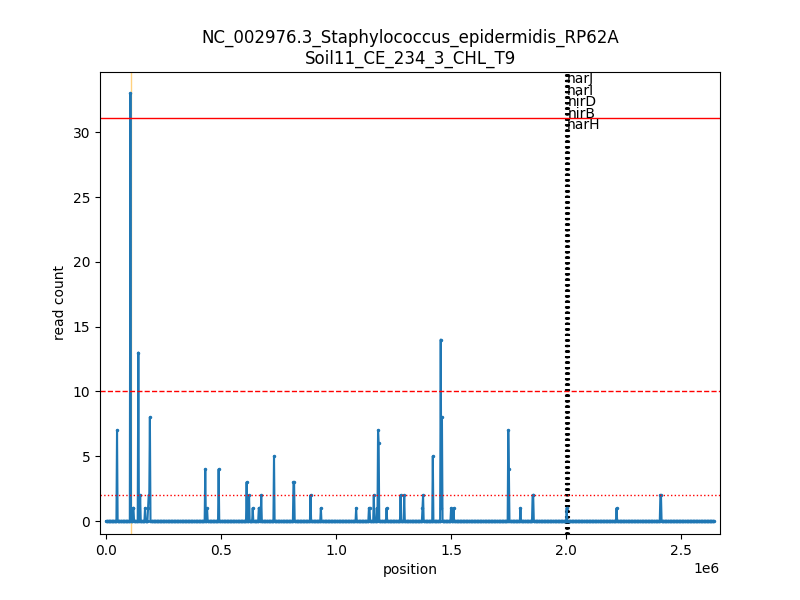 NC_002976.3_Staphylococcus_epidermidis_RP62A
Soil11_CE_234_3_CHL_T9
narJ
narI
nirD
nirB
narH
30
25
20
15
10
5
0
read count
0.0 0.5 1.0 1.5 2.0 2.5
1e6
position